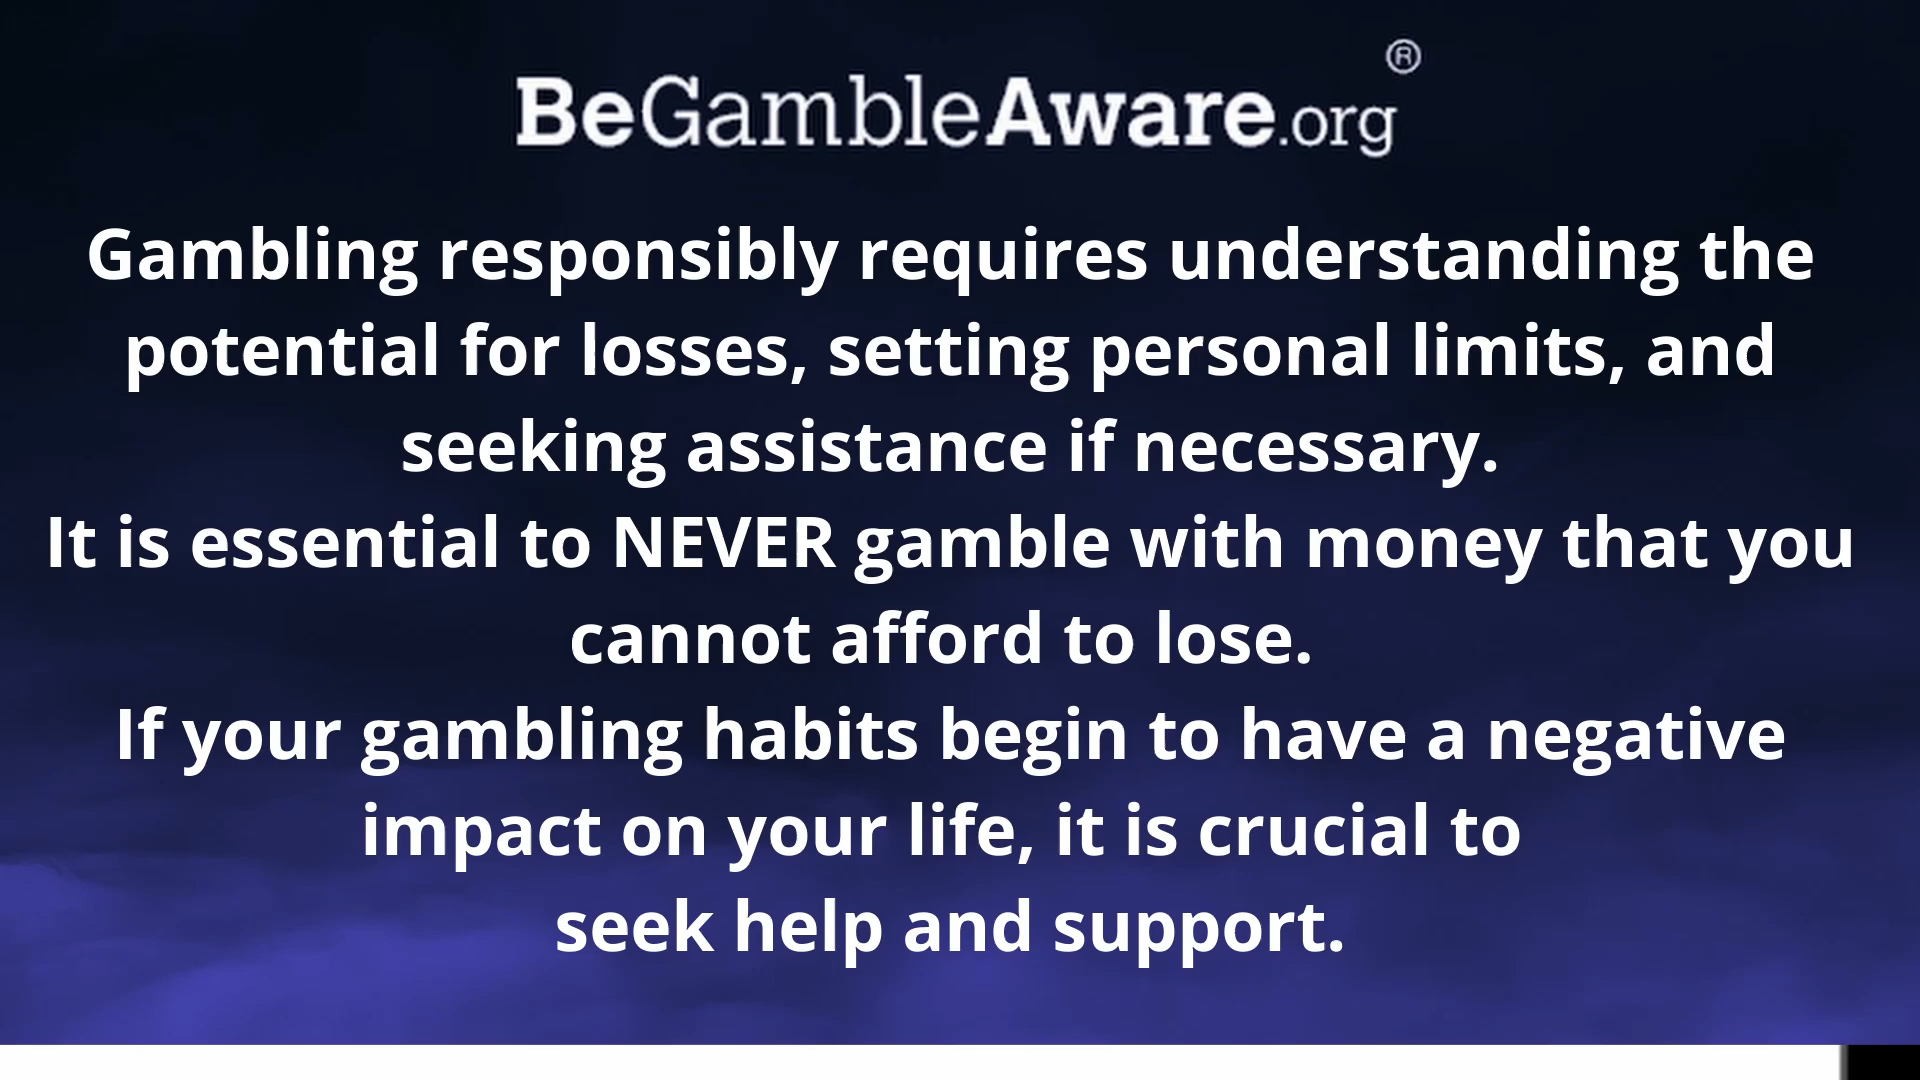 BeGambleAware.org®
Gambling responsibly requires understanding the
potential for losses, setting personal limits, and
seeking assistance if necessary.
It is essential to NEVER gamble with money that you
cannot afford to lose.
If your gambling habits begin to have a negative
impact on your life, it is crucial to
seek help and support.